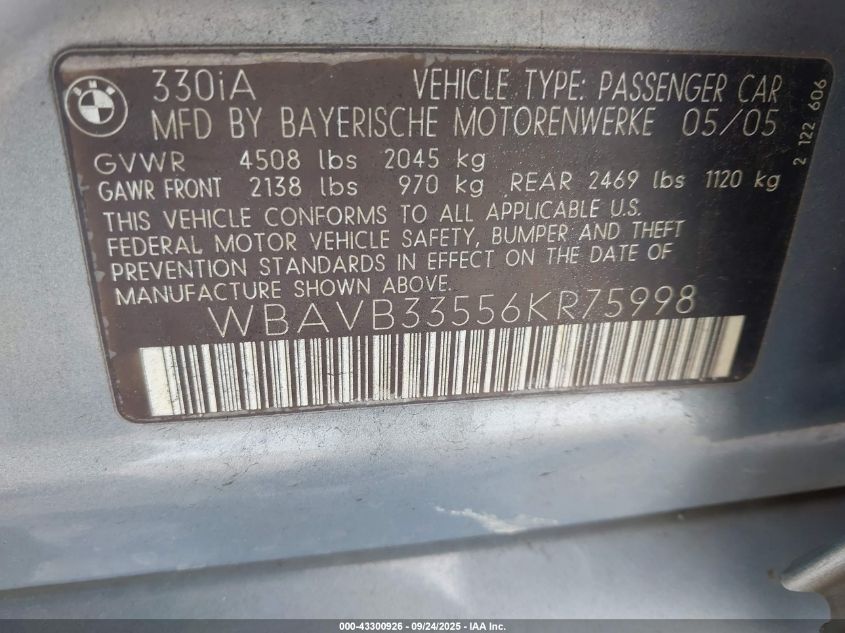 330iA VEHICLE TYPE: PASSENGER CAR
MFD BY BAYERISCHE MOTORENWERKE 05/05
GVWR 4508 lbs 2045 kg
GAWR FRONT 2138 lbs 970 kg REAR 2469 lbs 1120 kg
THIS VEHICLE CONFORMS TO ALL APPLICABLE U.S.
FEDERAL MOTOR VEHICLE SAFETY, BUMPER AND THEFT
PREVENTION STANDARDS IN EFFECT ON THE DATE OF
MANUFACTURE SHOWN ABOVE.
WBAVB33556KR75998
2 122 606
000-43300926 - 09/24/2025 - IAA Inc.